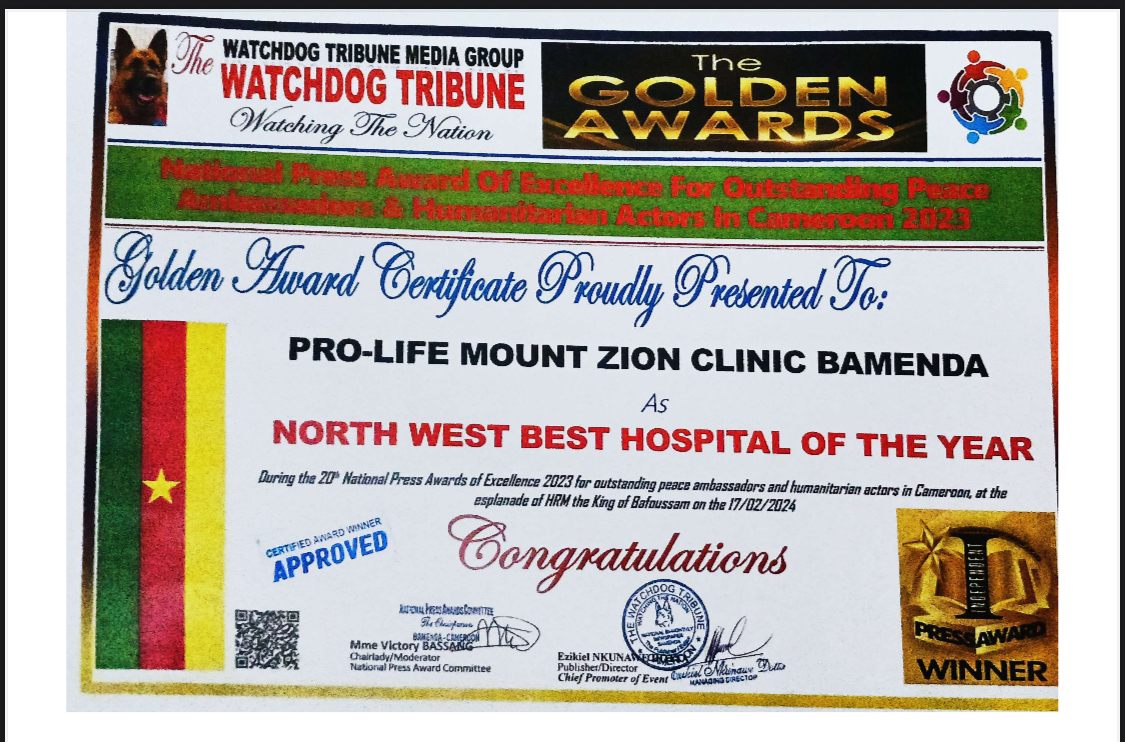 The
WATCHDOG TRIBUNE MEDIA GROUP
WATCHDOG TRIBUNE
Watching The Nation
The
GOLDEN
AWARDS
National Press Award Of Excellence For Outstanding Peace
Ambassadors & Humanitarian Actors In Cameroon 2023
Golden Award Certificate Proudly Presented To:
PRO-LIFE MOUNT ZION CLINIC BAMENDA
As
NORTH WEST BEST HOSPITAL OF THE YEAR
During the 20th National Press Awards of Excellence 2023 for outstanding peace ambassadors and humanitarian actors in Cameroon, at the
esplanade of HRM the King of Bafoussam on the 17/02/2024
CERTIFIED AWARD WINNER
APPROVED
Congratulations
NATIONAL PRESS AWARDS COMMITTEE
The Chairperson
BAMENDA-CAMEROON
Mme Victory BASSANG
Chairlady/Moderator
National Press Award Committee
THE WATCHDOG TRIBUNE
WATCHING THE NATION
Ezikiel
Publisher/Director
Chief Promoter of Event
MANAGING DIRECTOR
INDEPENDENT
PRESS AWARD
WINNER